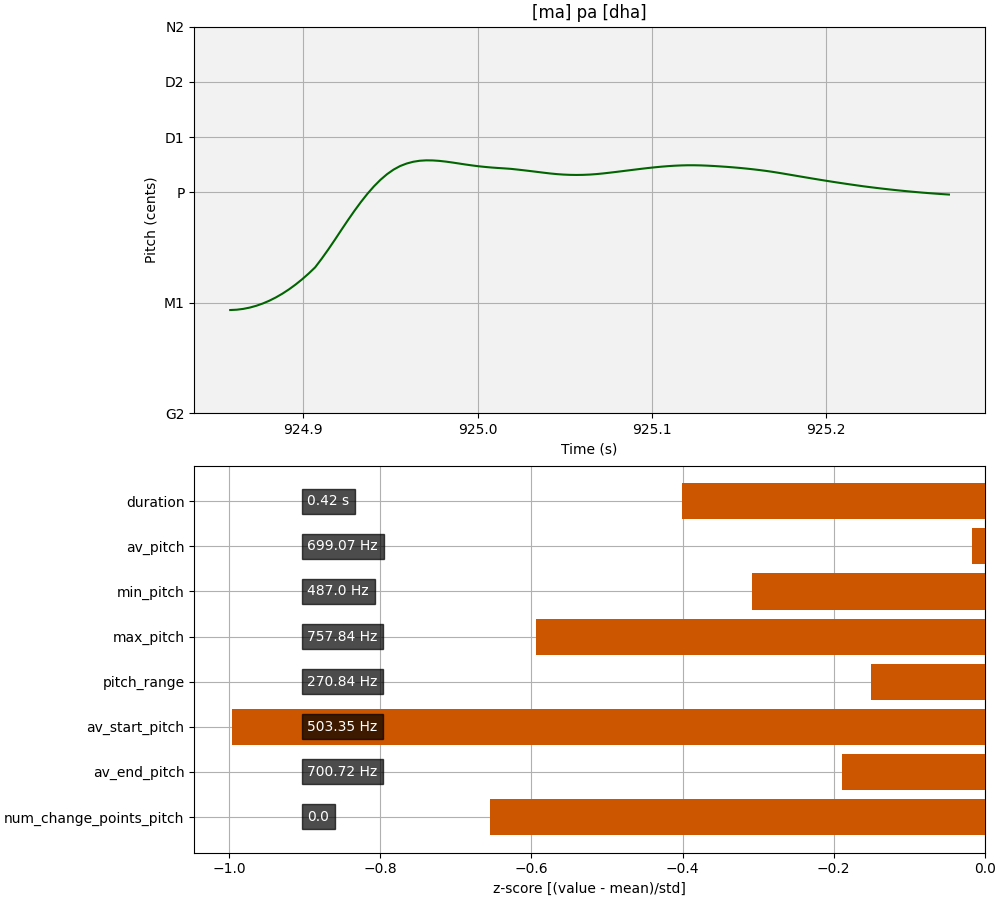 [ma] pa [dha]
N2
D2
D1
P
M1
G2
Pitch (cents)
924.9 925.0 925.1 925.2
Time (s)
duration 0.42 s
av_pitch 699.07 Hz
min_pitch 487.0 Hz
max_pitch 757.84 Hz
pitch_range 270.84 Hz
av_start_pitch 503.35 Hz
av_end_pitch 700.72 Hz
num_change_points_pitch 0.0
−1.0 −0.8 −0.6 −0.4 −0.2 0.0
z-score [(value - mean)/std]